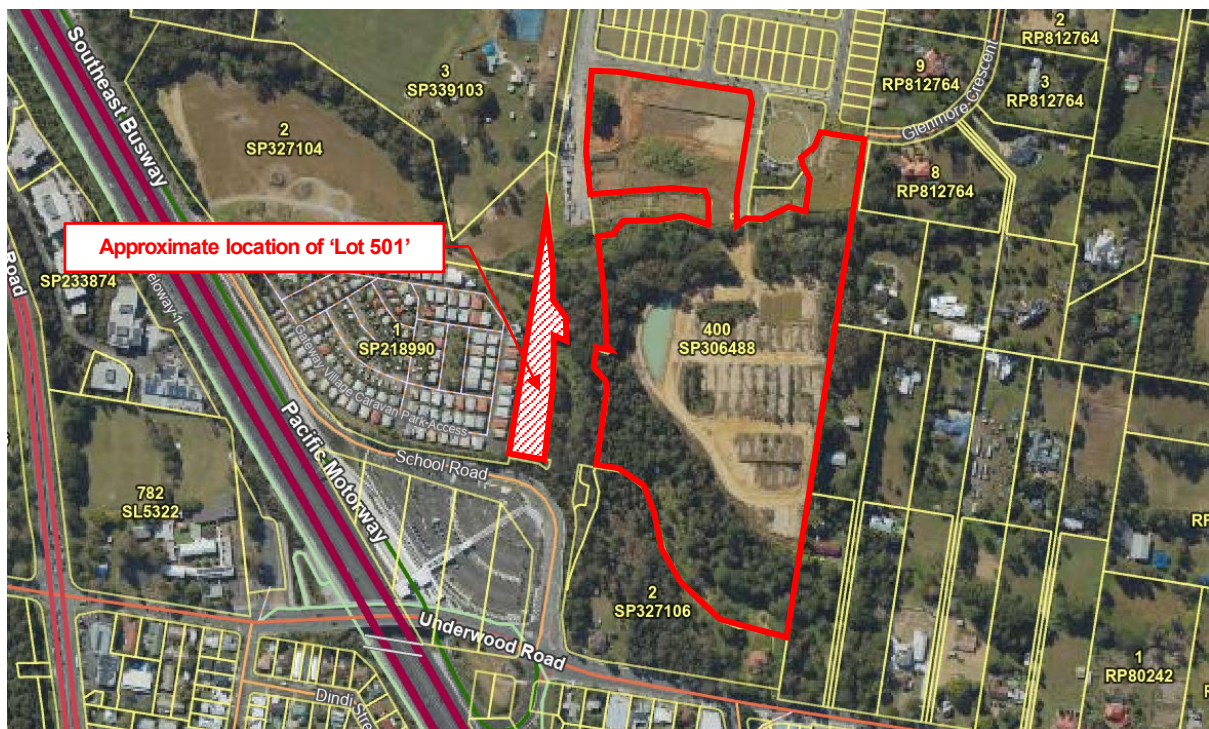 Southeast Busway
2
SP327104
3
SP339103
2
RP812764
9
RP812764
3
RP812764
Glenmore Crescent
8
RP812764
Approximate location of ‘Lot 501’
Road
SP233874
1
SP218990
Gateway Village Caravan Park Access
400
SP306488
Pacific Motorway
School Road
782
SL5322
2
SP327106
Underwood Road
1
RP80242